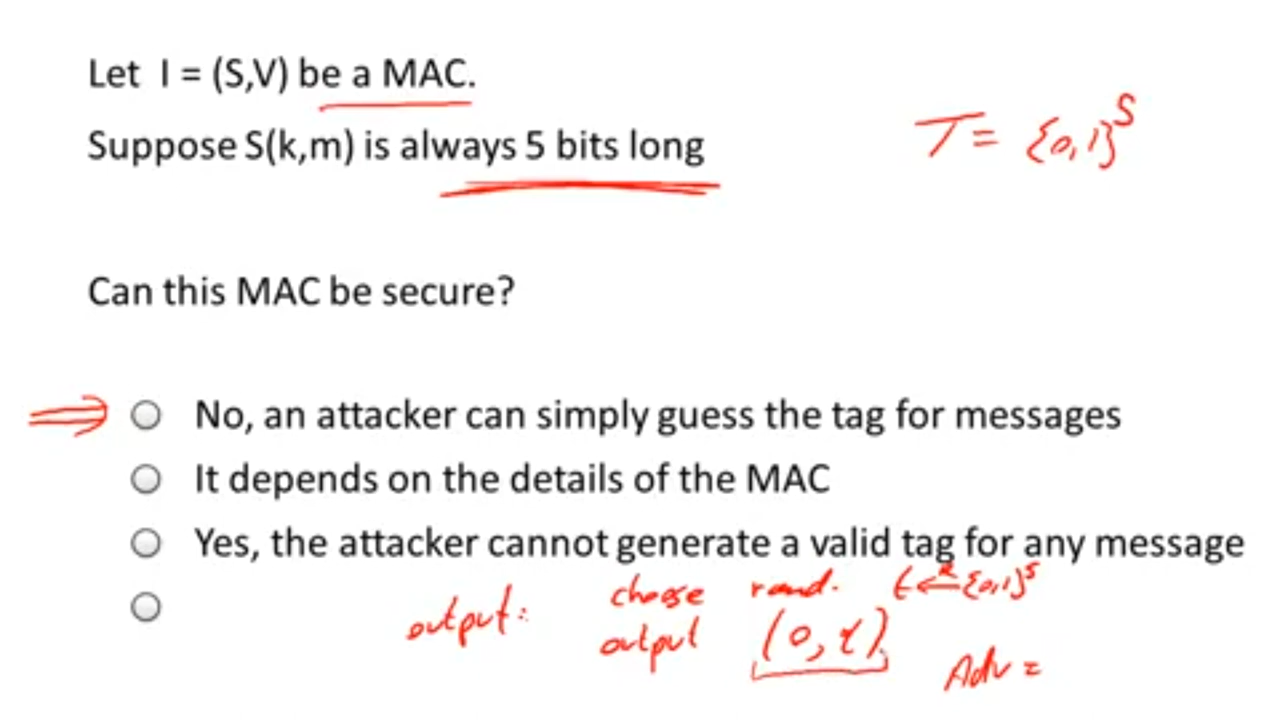 Let I = (S,V) be a MAC.
Suppose S(k,m) is always 5 bits long
T = {0,1}⁵
Can this MAC be secure?
⇒ No, an attacker can simply guess the tag for messages
It depends on the details of the MAC
Yes, the attacker cannot generate a valid tag for any message
output: choose rand. t ←ᴿ {0,1}⁵
output (0, t)
Adv =